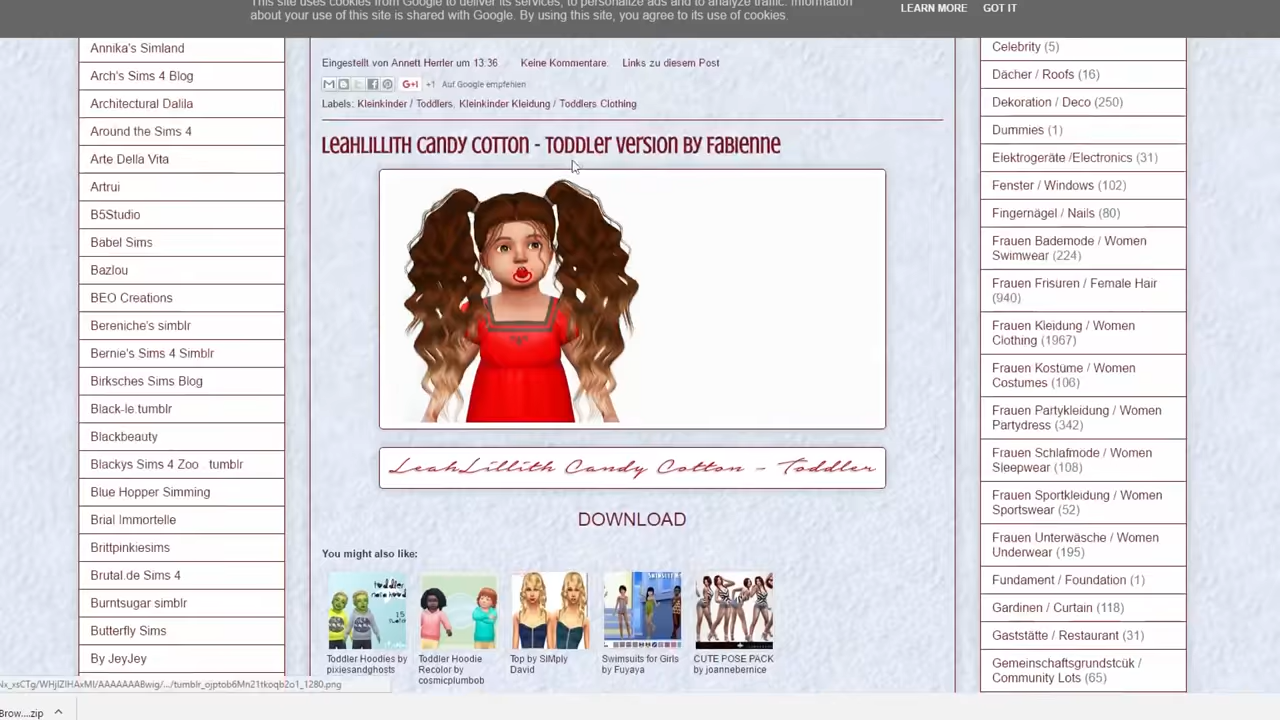 This site uses cookies from Google to deliver its services, to personalize ads and to analyze traffic. Information
about your use of this site is shared with Google. By using this site, you agree to its use of cookies.
LEARN MORE
GOT IT
Annika's Simland
Arch's Sims 4 Blog
Architectural Dalila
Around the Sims 4
Arte Della Vita
Artrui
B5Studio
Babel Sims
Bazlou
BEO Creations
Bereniche's simblr
Bernie's Sims 4 Simblr
Birksches Sims Blog
Black-le.tumblr
Blackbeauty
Blackys Sims 4 Zoo tumblr
Blue Hopper Simming
Brial Immortelle
Brittpinkiesims
Brutal.de Sims 4
Burntsugar simblr
Butterfly Sims
By JeyJey
Eingestellt von Annett Herrler um 13:36 Keine Kommentare: Links zu diesem Post
G+1 +1 Auf Google empfehlen
Labels: Kleinkinder / Toddlers, Kleinkinder Kleidung / Toddlers Clothing
LeahLillith Candy Cotton - Toddler Version by Fabienne
LeahLillith Candy Cotton - Toddler
DOWNLOAD
You might also like:
Toddler Hoodies by
pixiesandghosts
Toddler Hoodie
Recolor by
cosmicplumbob
Top by SIMply
David
Swimsuits for Girls
by Fuyaya
CUTE POSE PACK
by joannebernice
Celebrity (5)
Dächer / Roofs (16)
Dekoration / Deco (250)
Dummies (1)
Elektrogeräte /Electronics (31)
Fenster / Windows (102)
Fingernägel / Nails (80)
Frauen Bademode / Women
Swimwear (224)
Frauen Frisuren / Female Hair
(940)
Frauen Kleidung / Women
Clothing (1967)
Frauen Kostüme / Women
Costumes (106)
Frauen Partykleidung / Women
Partydress (342)
Frauen Schlafmode / Women
Sleepwear (108)
Frauen Sportkleidung / Women
Sportswear (52)
Frauen Unterwäsche / Women
Underwear (195)
Fundament / Foundation (1)
Gardinen / Curtain (118)
Gaststätte / Restaurant (31)
Gemeinschaftsgrundstcük /
Community Lots (65)
Brow....zip